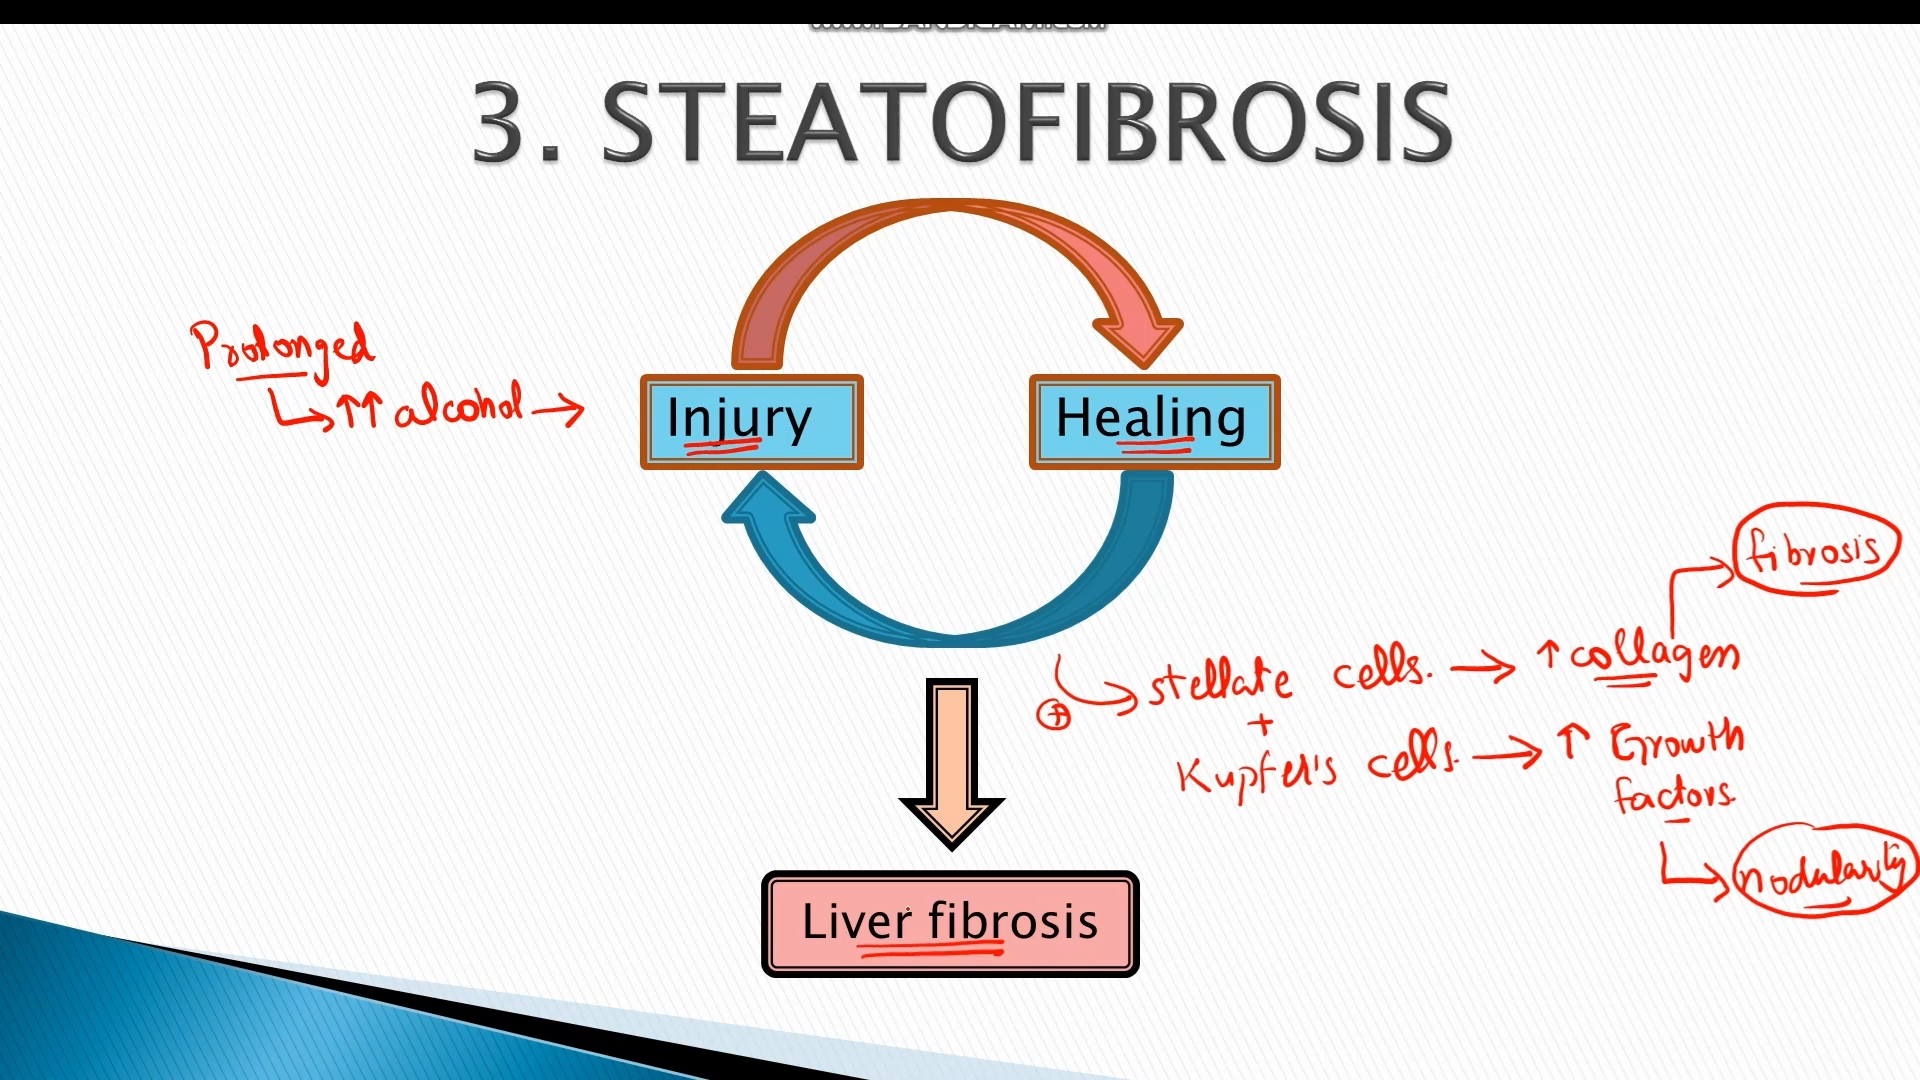 3. STEATOFIBROSIS
Prolonged
↑↑ alcohol →
Injury
Healing
fibrosis
⊕ stellate cells. → ↑ collagen
+
Kupfer's cells. → ↑ Growth
factors.
nodularity
Liver fibrosis